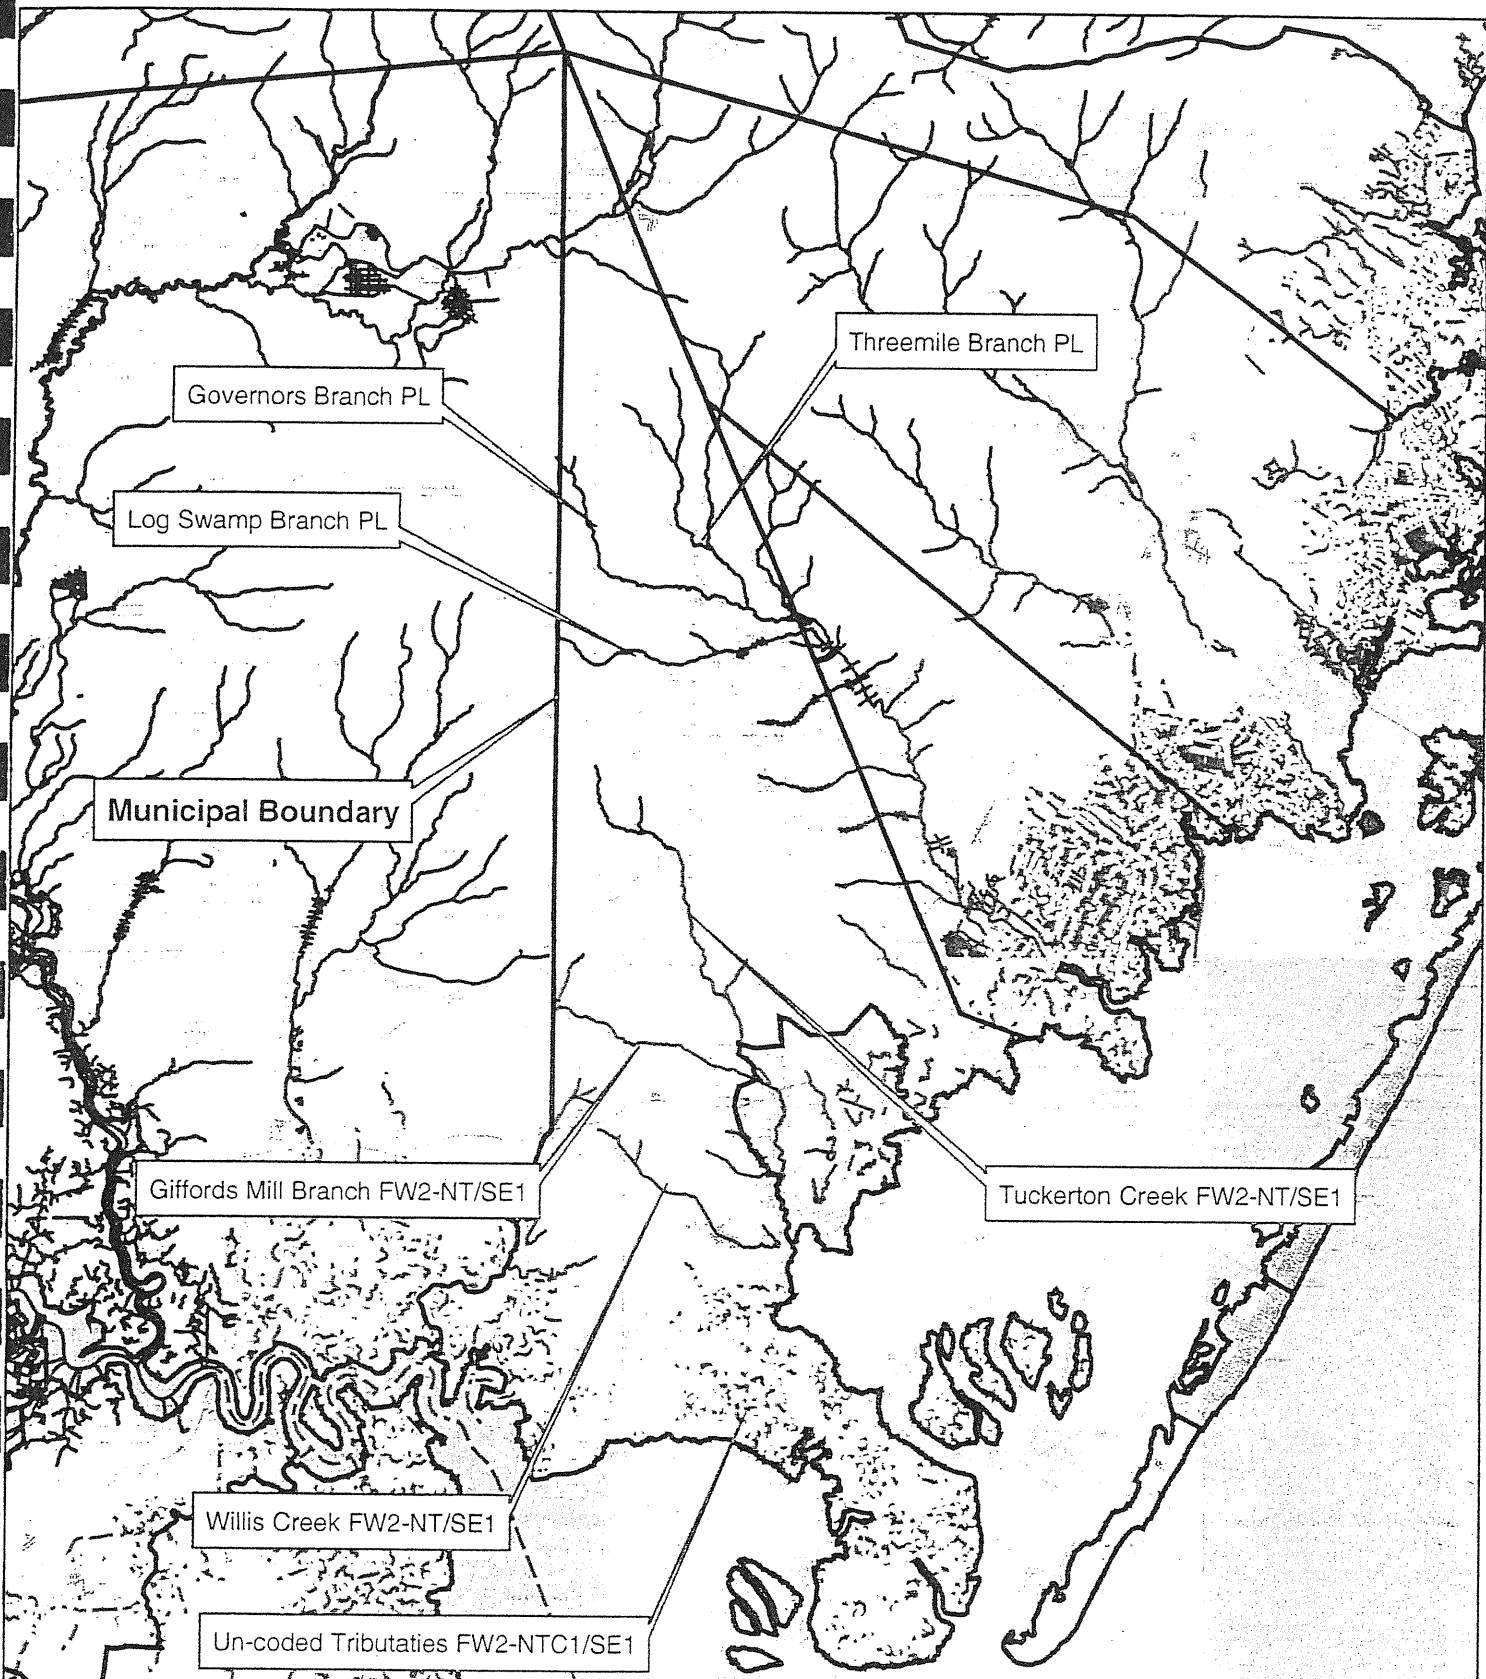 Threemile Branch PL
Governors Branch PL
Log Swamp Branch PL
Municipal Boundary
Giffords Mill Branch FW2-NT/SE1
Tuckerton Creek FW2-NT/SE1
Willis Creek FW2-NT/SE1
Un-coded Tributaties FW2-NTC1/SE1